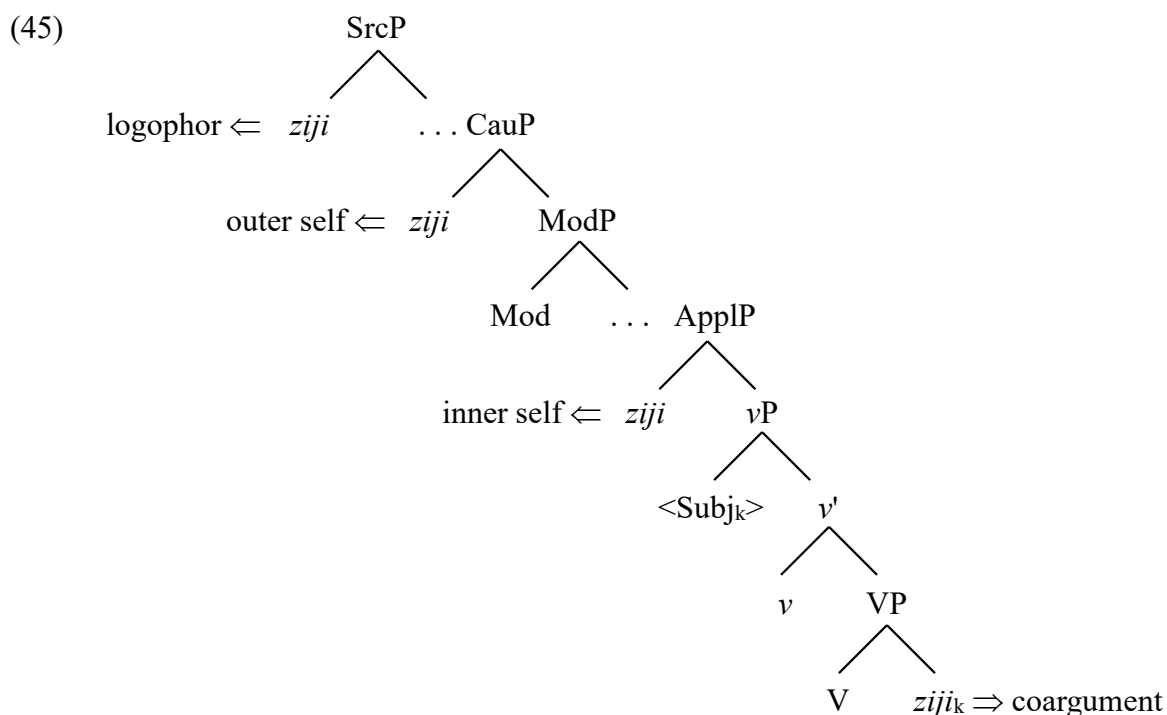 (45) SrcP
logophor ⇐ ziji . . . CauP
outer self ⇐ ziji ModP
Mod . . . ApplP
inner self ⇐ ziji vP
<Subjk> v'
v VP
V zijik ⇒ coargument